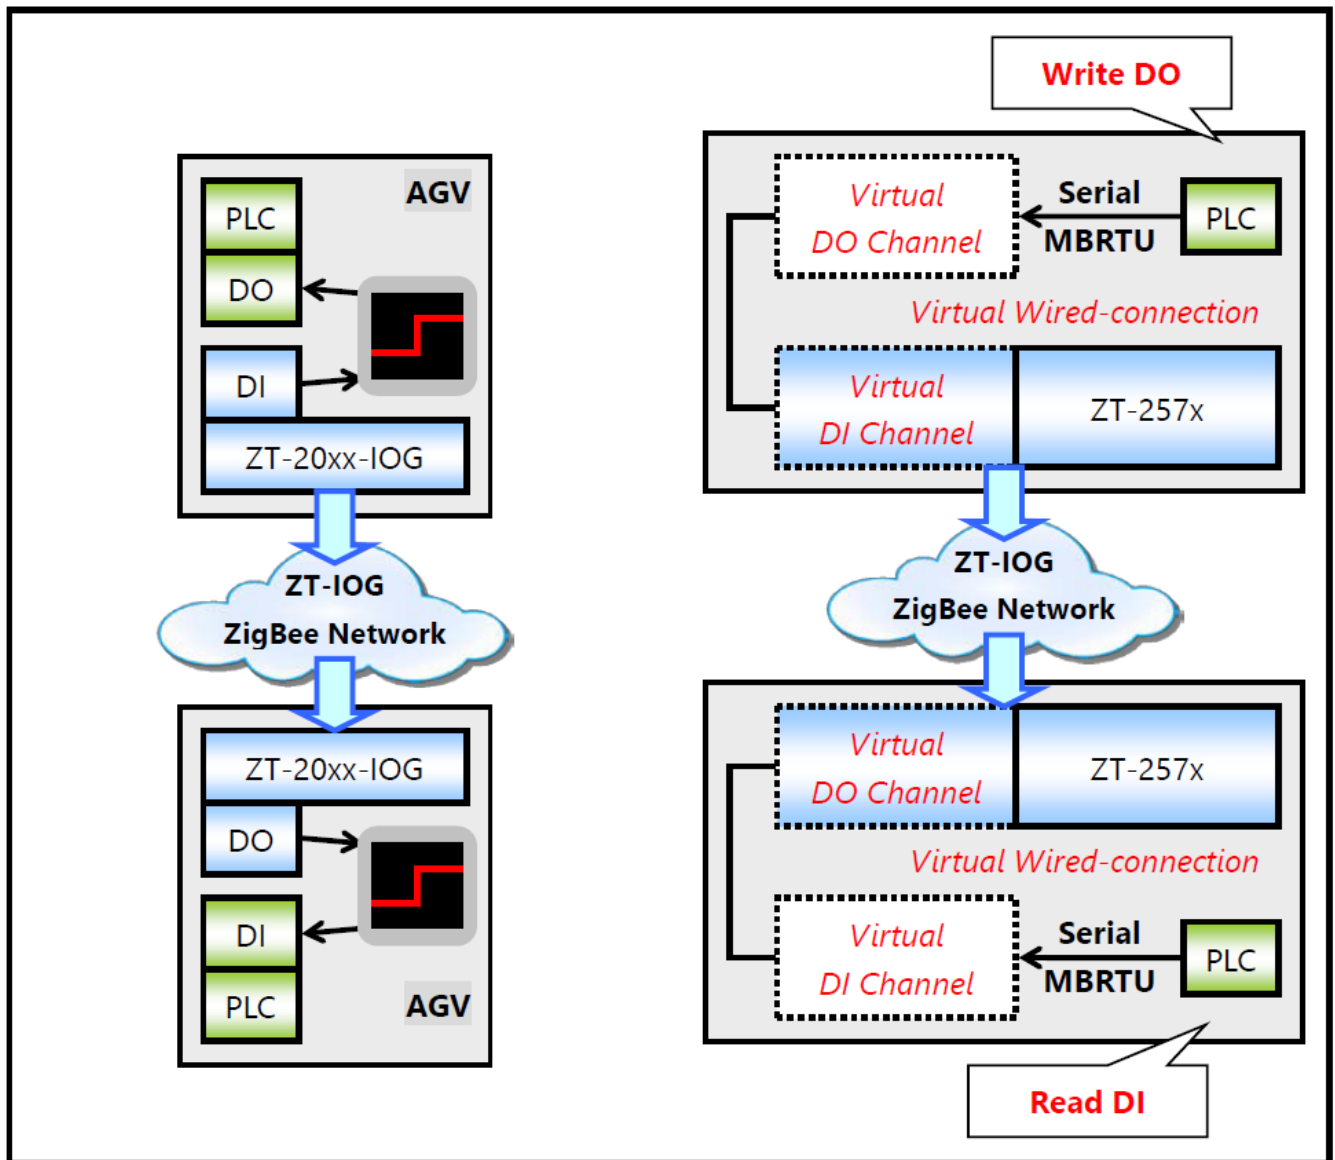 AGV
PLC
DO
DI
ZT-20xx-IOG
ZT-IOG
ZigBee Network
ZT-20xx-IOG
DO
DI
PLC
AGV
Write DO
Virtual
DO Channel
Serial
MBRTU
PLC
Virtual Wired-connection
Virtual
DI Channel
ZT-257x
ZT-IOG
ZigBee Network
Virtual
DO Channel
ZT-257x
Virtual Wired-connection
Virtual
DI Channel
Serial
MBRTU
PLC
Read DI